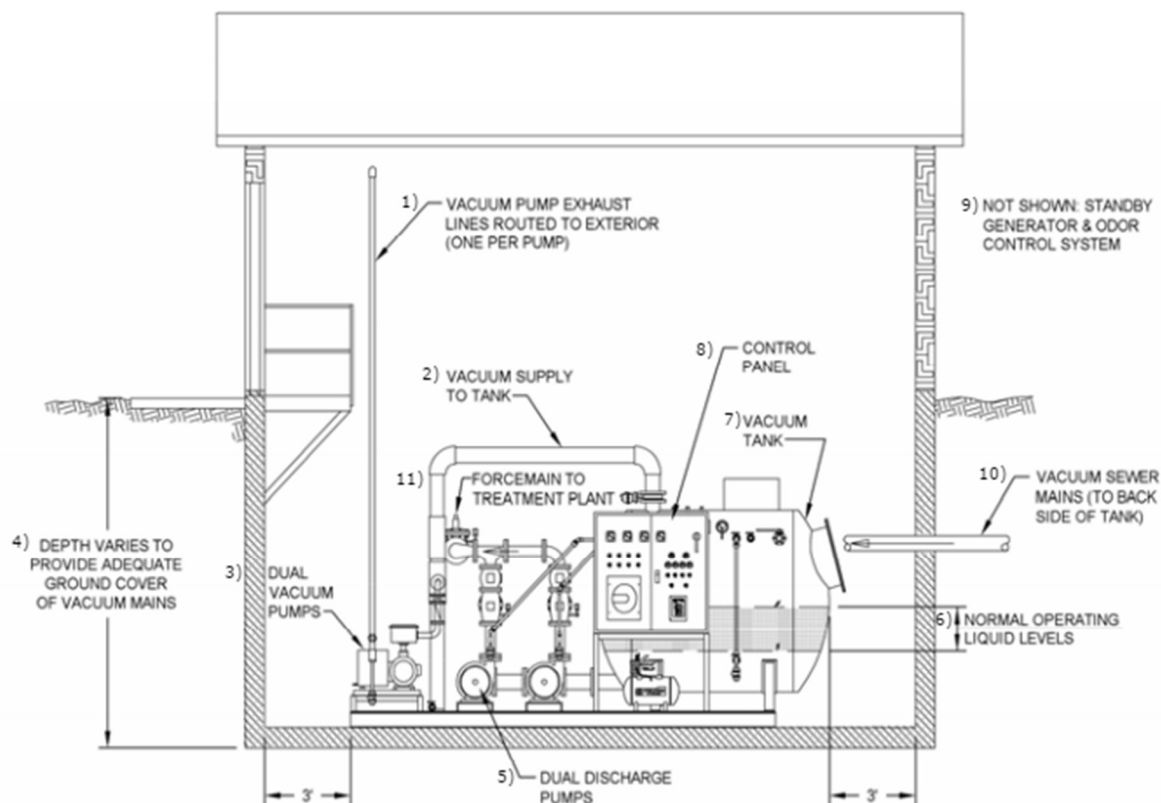 1) VACUUM PUMP EXHAUST
LINES ROUTED TO EXTERIOR
(ONE PER PUMP)
9) NOT SHOWN: STANDBY
GENERATOR & ODOR
CONTROL SYSTEM
8) CONTROL
PANEL
2) VACUUM SUPPLY
TO TANK
7) VACUUM
TANK
11) FORCEMAIN TO
TREATMENT PLANT
10) VACUUM SEWER
MAINS (TO BACK
SIDE OF TANK)
4) DEPTH VARIES TO
PROVIDE ADEQUATE
GROUND COVER
OF VACUUM MAINS
3) DUAL
VACUUM
PUMPS
6) NORMAL OPERATING
LIQUID LEVELS
5) DUAL DISCHARGE
PUMPS
3'
3'